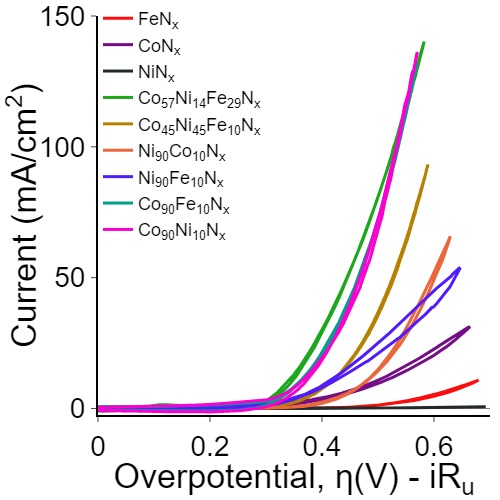 Current (mA/cm²)
150
100
50
0
FeNₓ
CoNₓ
NiNₓ
Co₅₇Ni₁₄Fe₂₉Nₓ
Co₄₅Ni₄₅Fe₁₀Nₓ
Ni₉₀Co₁₀Nₓ
Ni₉₀Fe₁₀Nₓ
Co₉₀Fe₁₀Nₓ
Co₉₀Ni₁₀Nₓ
0 0.2 0.4 0.6
Overpotential, η(V) - iRᵤ